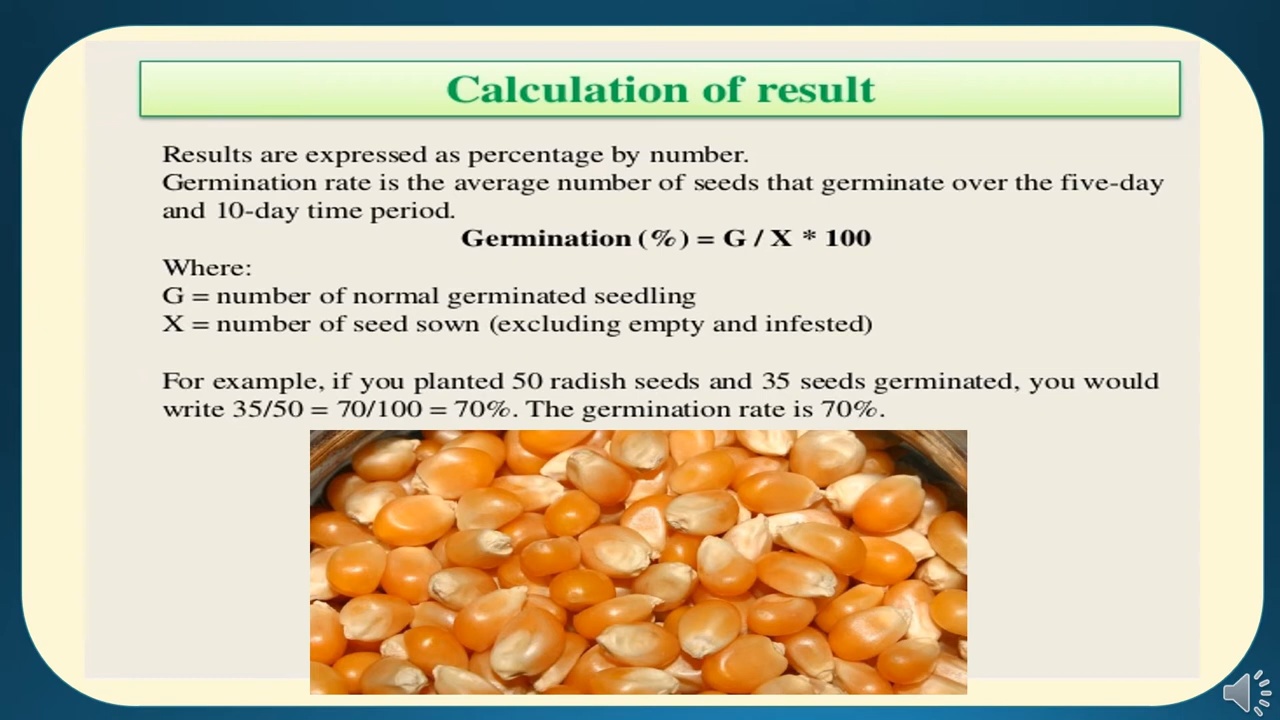 Calculation of result
Results are expressed as percentage by number.
Germination rate is the average number of seeds that germinate over the five-day
and 10-day time period.
Germination (%) = G / X * 100
Where:
G = number of normal germinated seedling
X = number of seed sown (excluding empty and infested)
For example, if you planted 50 radish seeds and 35 seeds germinated, you would
write 35/50 = 70/100 = 70%. The germination rate is 70%.